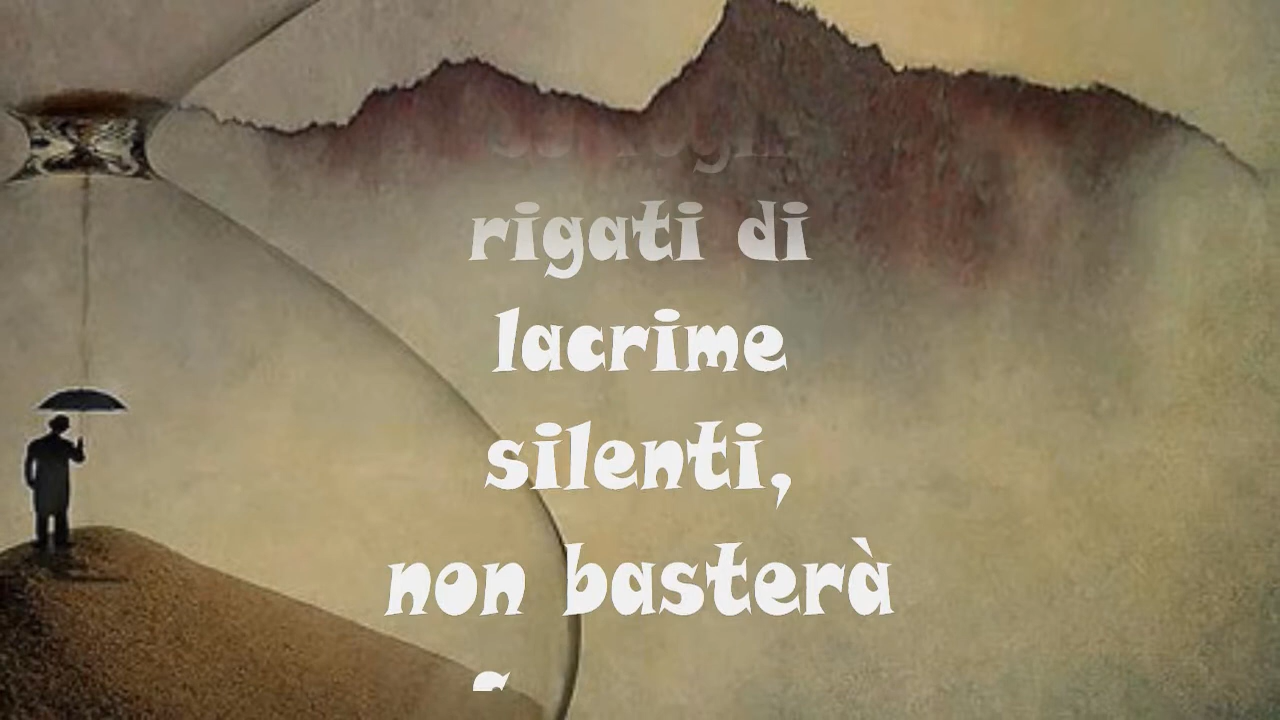 rigati di
lacrime
silenti,
non basterà